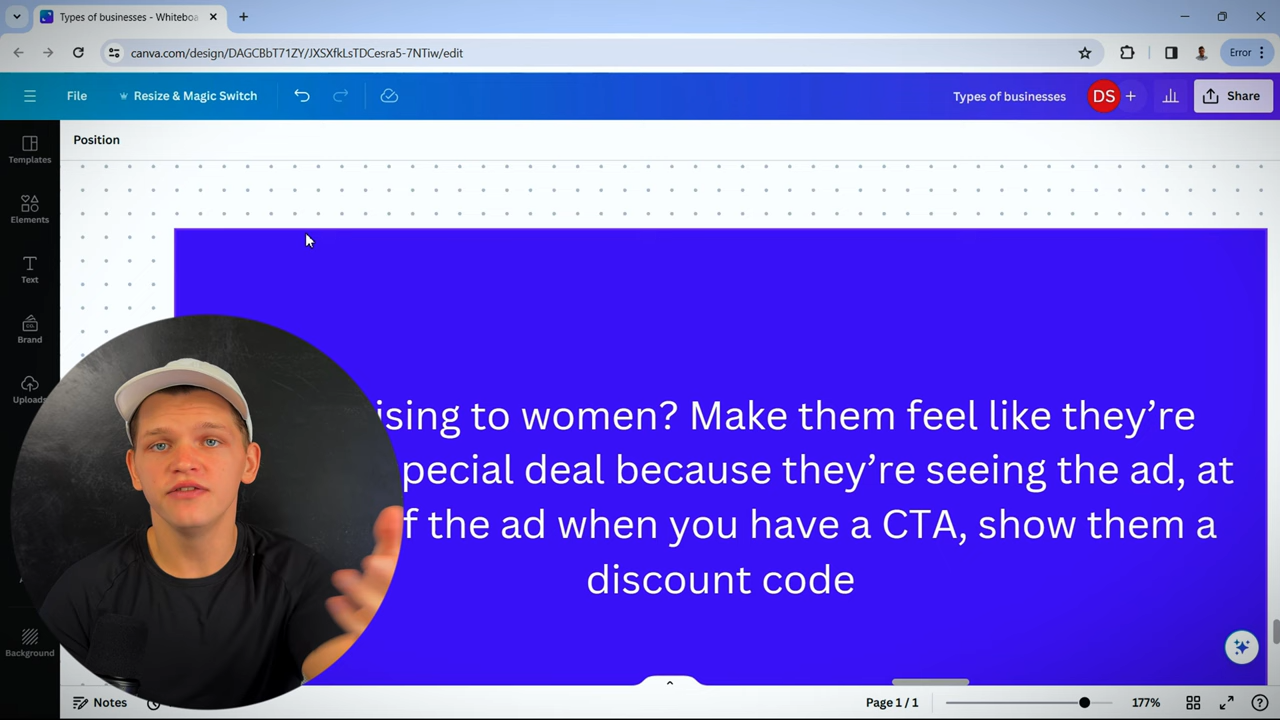 Types of businesses - Whiteboa
canva.com/design/DAGCBbT71ZY/JXSXfkLsTDCesra5-7NTiw/edit
Error
File
Resize & Magic Switch
Types of businesses
DS
Share
Position
Templates
Elements
Text
CO.
Brand
Uploads
Background
ising to women? Make them feel like they’re
pecial deal because they’re seeing the ad, at
f the ad when you have a CTA, show them a
discount code
Notes
Page 1 / 1
177%